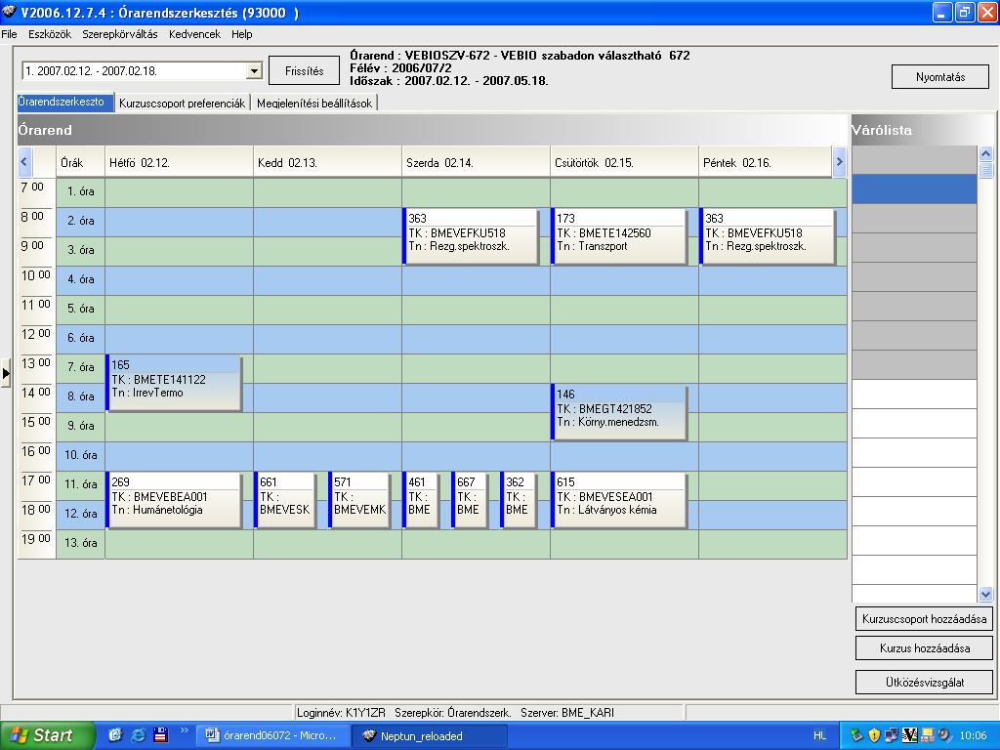 V2006.12.7.4 : Órarendszerkesztés (93000 )
File Eszközök Szerepkörváltás Kedvencek Help
1. 2007.02.12. - 2007.02.18.
Frissítés
Órarend : VEBIOSZV-672 - VEBIO szabadon választható 672
Félév : 2006/07/2
Időszak : 2007.02.12. - 2007.05.18.
Nyomtatás
Órarendszerkeszto Kurzuscsoport preferenciák Megjelenítési beállítások
Órarend
Várólista
Órák Hétfö 02.12. Kedd 02.13. Szerda 02.14. Csütörtök 02.15. Péntek 02.16.
7 00 1. óra
8 00 2. óra
9 00 3. óra
10 00 4. óra
11 00 5. óra
12 00 6. óra
13 00 7. óra
14 00 8. óra
15 00 9. óra
16 00 10. óra
17 00 11. óra
18 00 12. óra
19 00 13. óra
363
TK : BMEVEFKU518
Tn : Rezg.spektroszk.
173
TK : BMETE142560
Tn : Transzport
363
TK : BMEVEFKU518
Tn : Rezg.spektroszk.
165
TK : BMETE141122
Tn : IrrevTermo
146
TK : BMEGT421852
Tn : Körny.menedzsm.
269
TK : BMEVEBEA001
Tn : Humánetológia
661
TK :
BMEVESK
571
TK :
BMEVEMK
461
TK :
BME
667
TK :
BME
362
TK :
BME
615
TK : BMEVESEA001
Tn : Látványos kémia
Kurzuscsoport hozzáadása
Kurzus hozzáadása
Ütközésvizsgálat
Loginnév: K1Y1ZR Szerepkör: Órarendszerk. Szerver: BME_KARI
Start
órarend06072 - Micro...
Neptun_reloaded
HL
10:06